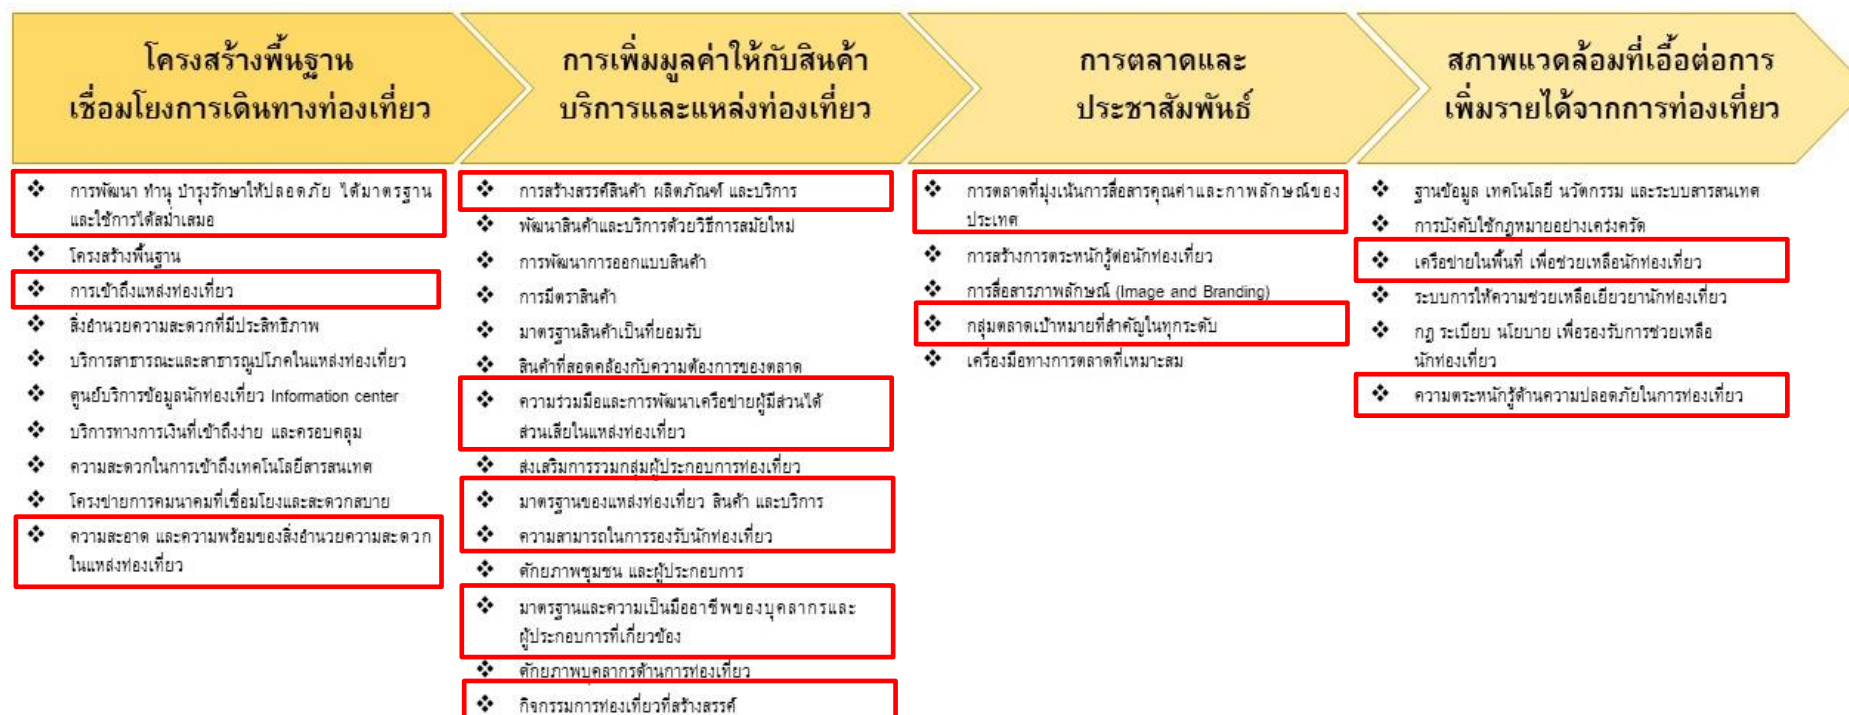 โครงสร้างพื้นฐาน
เชื่อมโยงการเดินทางท่องเที่ยว
❖ การพัฒนา ทำนุ บำรุงรักษาให้ปลอดภัย ได้มาตรฐาน
และใช้การได้สม่ำเสมอ
❖ โครงสร้างพื้นฐาน
❖ การเข้าถึงแหล่งท่องเที่ยว
❖ สิ่งอำนวยความสะดวกที่มีประสิทธิภาพ
❖ บริการสาธารณะและสาธารณูปโภคในแหล่งท่องเที่ยว
❖ ศูนย์บริการข้อมูลนักท่องเที่ยว Information center
❖ บริการทางการเงินที่เข้าถึงง่าย และครอบคลุม
❖ ความสะดวกในการเข้าถึงเทคโนโลยีสารสนเทศ
❖ โครงข่ายการคมนาคมที่เชื่อมโยงและสะดวกสบาย
❖ ความสะอาด และความพร้อมของสิ่งอำนวยความสะดวก
ในแหล่งท่องเที่ยว
การเพิ่มมูลค่าให้กับสินค้า
บริการและแหล่งท่องเที่ยว
❖ การสร้างสรรค์สินค้า ผลิตภัณฑ์ และบริการ
❖ พัฒนาสินค้าและบริการด้วยวิธีการสมัยใหม่
❖ การพัฒนาการออกแบบสินค้า
❖ การมีตราสินค้า
❖ มาตรฐานสินค้าเป็นที่ยอมรับ
❖ สินค้าที่สอดคล้องกับความต้องการของตลาด
❖ ความร่วมมือและการพัฒนาเครือข่ายผู้มีส่วนได้
ส่วนเสียในแหล่งท่องเที่ยว
❖ ส่งเสริมการรวมกลุ่มผู้ประกอบการท่องเที่ยว
❖ มาตรฐานของแหล่งท่องเที่ยว สินค้า และบริการ
❖ ความสามารถในการรองรับนักท่องเที่ยว
❖ ศักยภาพชุมชน และผู้ประกอบการ
❖ มาตรฐานและความเป็นมืออาชีพของบุคลากรและ
ผู้ประกอบการที่เกี่ยวข้อง
❖ ศักยภาพบุคลากรด้านการท่องเที่ยว
❖ กิจกรรมการท่องเที่ยวที่สร้างสรรค์
การตลาดและ
ประชาสัมพันธ์
❖ การตลาดที่มุ่งเน้นการสื่อสารคุณค่าและภาพลักษณ์ของ
ประเทศ
❖ การสร้างการตระหนักรู้ต่อนักท่องเที่ยว
❖ การสื่อสารภาพลักษณ์ (Image and Branding)
❖ กลุ่มตลาดเป้าหมายที่สำคัญในทุกระดับ
❖ เครื่องมือทางการตลาดที่เหมาะสม
สภาพแวดล้อมที่เอื้อต่อการ
เพิ่มรายได้จากการท่องเที่ยว
❖ ฐานข้อมูล เทคโนโลยี นวัตกรรม และระบบสารสนเทศ
❖ การบังคับใช้กฎหมายอย่างเคร่งครัด
❖ เครือข่ายในพื้นที่ เพื่อช่วยเหลือนักท่องเที่ยว
❖ ระบบการให้ความช่วยเหลือเยียวยานักท่องเที่ยว
❖ กฎ ระเบียบ นโยบาย เพื่อรองรับการช่วยเหลือ
นักท่องเที่ยว
❖ ความตระหนักรู้ด้านความปลอดภัยในการท่องเที่ยว